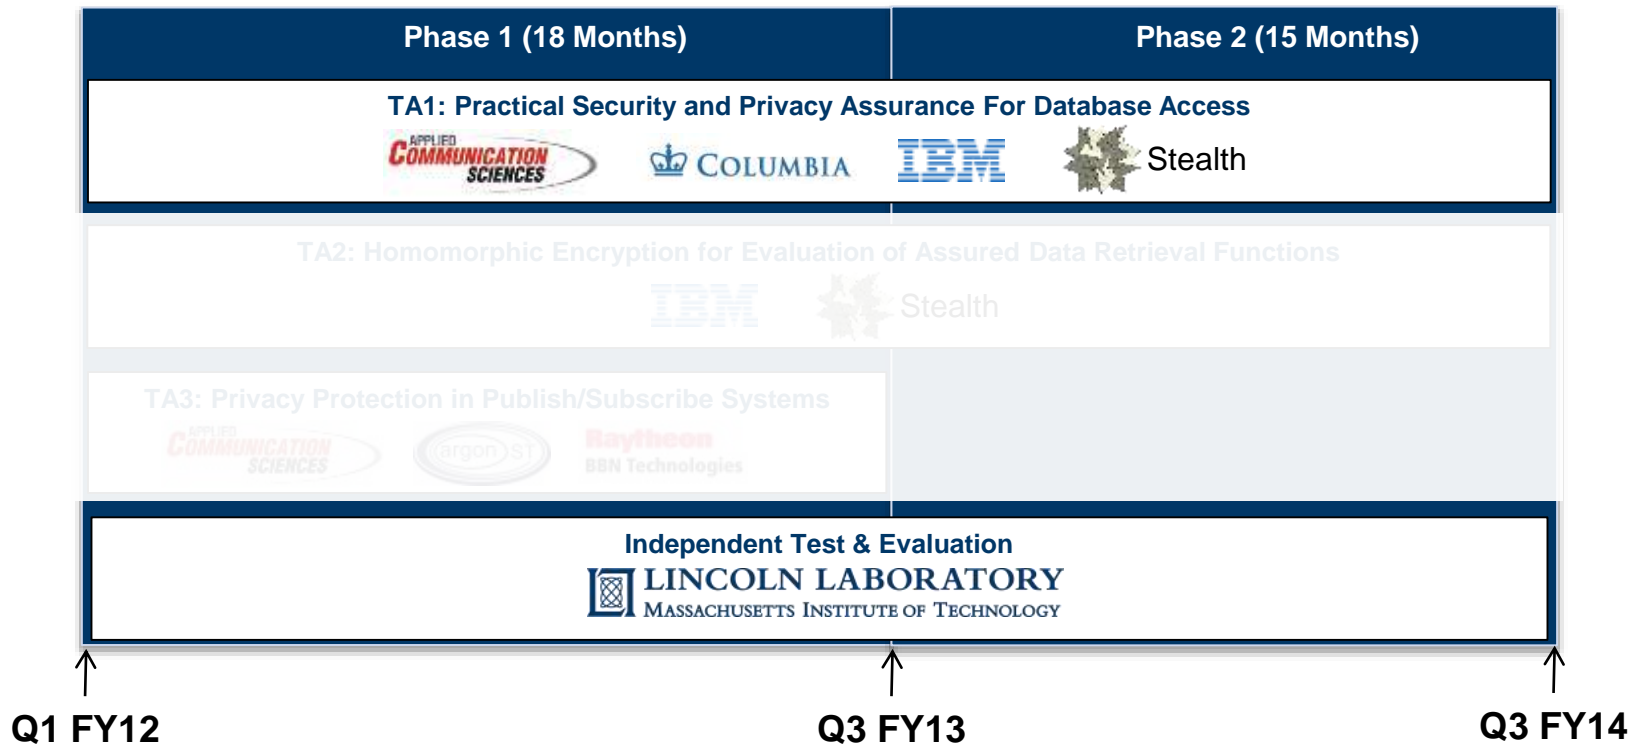 Phase 1 (18 Months)
Phase 2 (15 Months)
TA1: Practical Security and Privacy Assurance For Database Access
APPLIED
COMMUNICATION
SCIENCES
COLUMBIA
IBM
Stealth
TA2: Homomorphic Encryption for Evaluation of Assured Data Retrieval Functions
IBM
Stealth
TA3: Privacy Protection in Publish/Subscribe Systems
APPLIED
COMMUNICATION
SCIENCES
argon ST
Raytheon
BBN Technologies
Independent Test & Evaluation
LINCOLN LABORATORY
MASSACHUSETTS INSTITUTE OF TECHNOLOGY
Q1 FY12
Q3 FY13
Q3 FY14